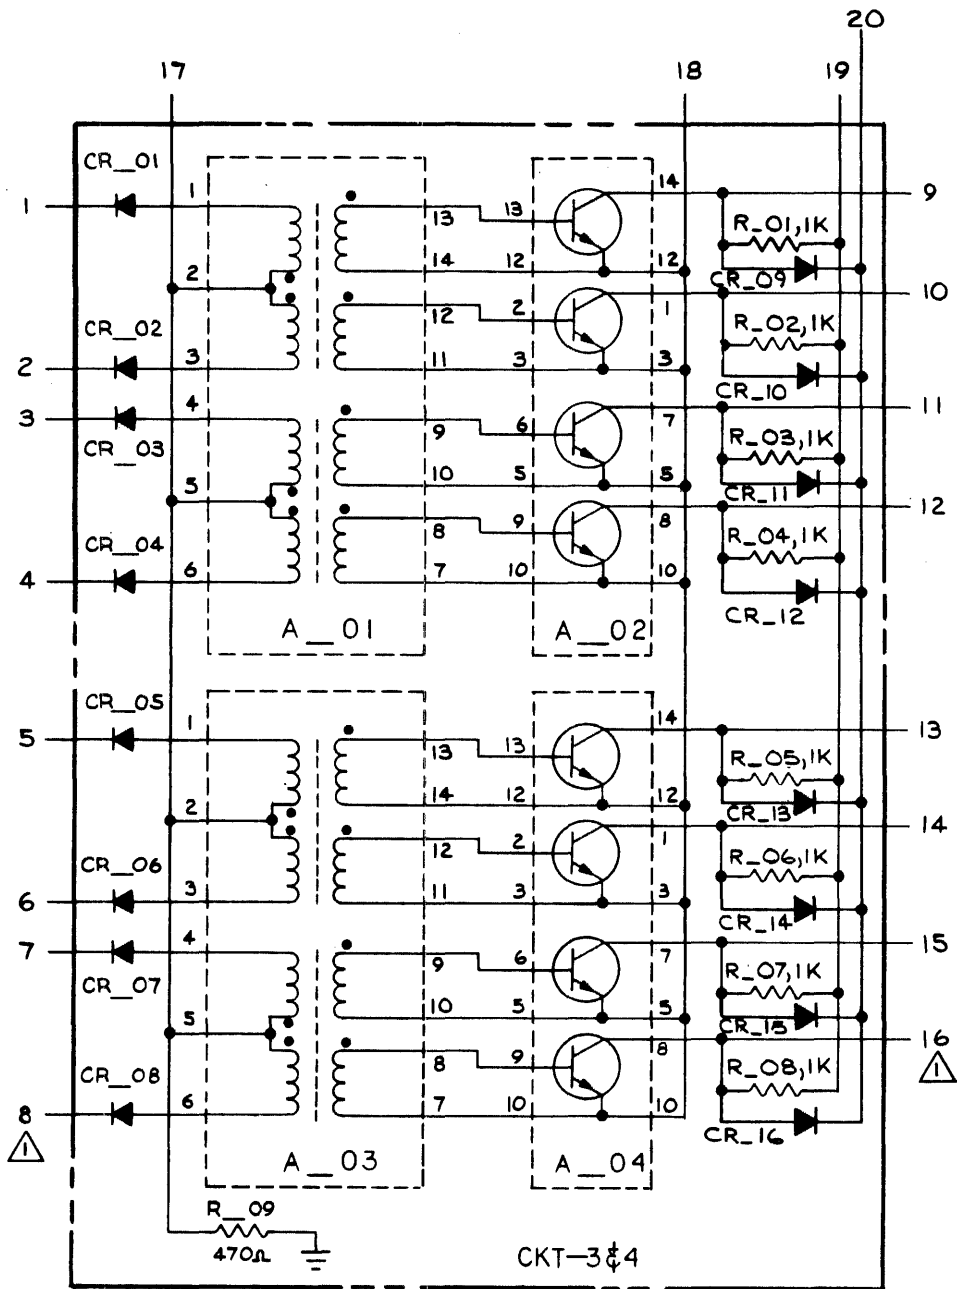 20
17 18 19
CR_01
1 1 14 9
13 13
R_01,1K
14 12 12
2 CR_09
10
12 2 1
CR_02 R_02,1K
2 3 11 3 3
CR_10
3 4 7 11
9 6
CR_03 R_03,1K
10 5 5
5 CR_11
12
8 9 8
CR_04 R_04,1K
4 6 7 10 10
CR_12
A_01 A_02
CR_05
5 1 14 13
13 13
R_05,1K
14 12 12
2 CR_13
14
12 2 1
CR_06 R_06,1K
6 3 11 3 3
CR_14
7 4 7 15
9 6
CR_07 R_07,1K
10 5 5
5 CR_15
16
8 9 8
1
CR_08 R_08,1K
8 6 7 10 10
1
CR_16
A_03 A_04
R_09
470Ω
CKT-3&4